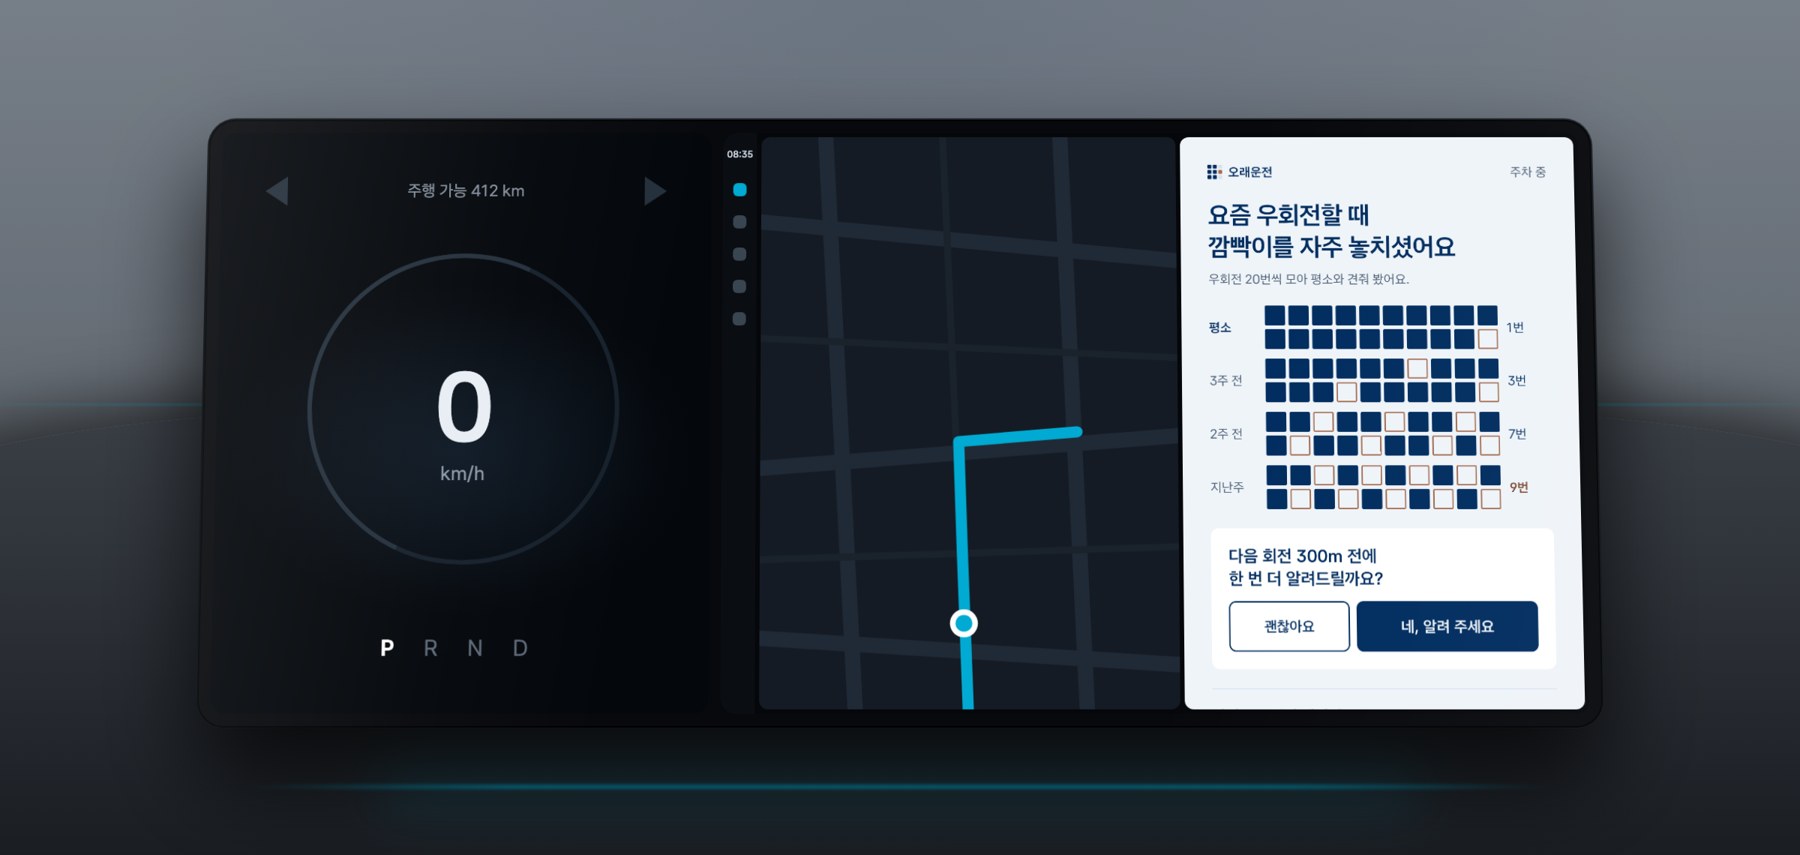 주행 가능 412 km
0
km/h
P R N D
08:35
오래운전
주차 중
요즘 우회전할 때
깜빡이를 자주 놓치셨어요
우회전 20번씩 모아 평소와 견줘 봤어요.
평소 1번
3주 전 3번
2주 전 7번
지난주 9번
다음 회전 300m 전에
한 번 더 알려드릴까요?
괜찮아요
네, 알려 주세요